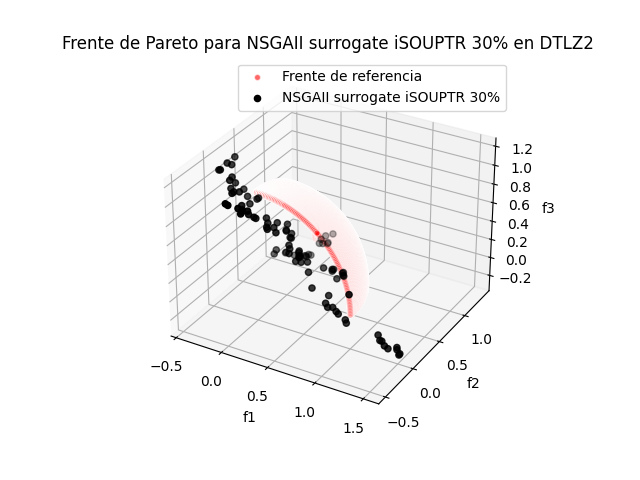 Frente de Pareto para NSGAII surrogate iSOUPTR 30% en DTLZ2
Frente de referencia
NSGAII surrogate iSOUPTR 30%
1.2
1.0
0.8
0.6
0.4
0.2
0.0
−0.2
f3
−0.5
0.0
0.5
1.0
1.5
f1
−0.5
0.0
0.5
1.0
f2